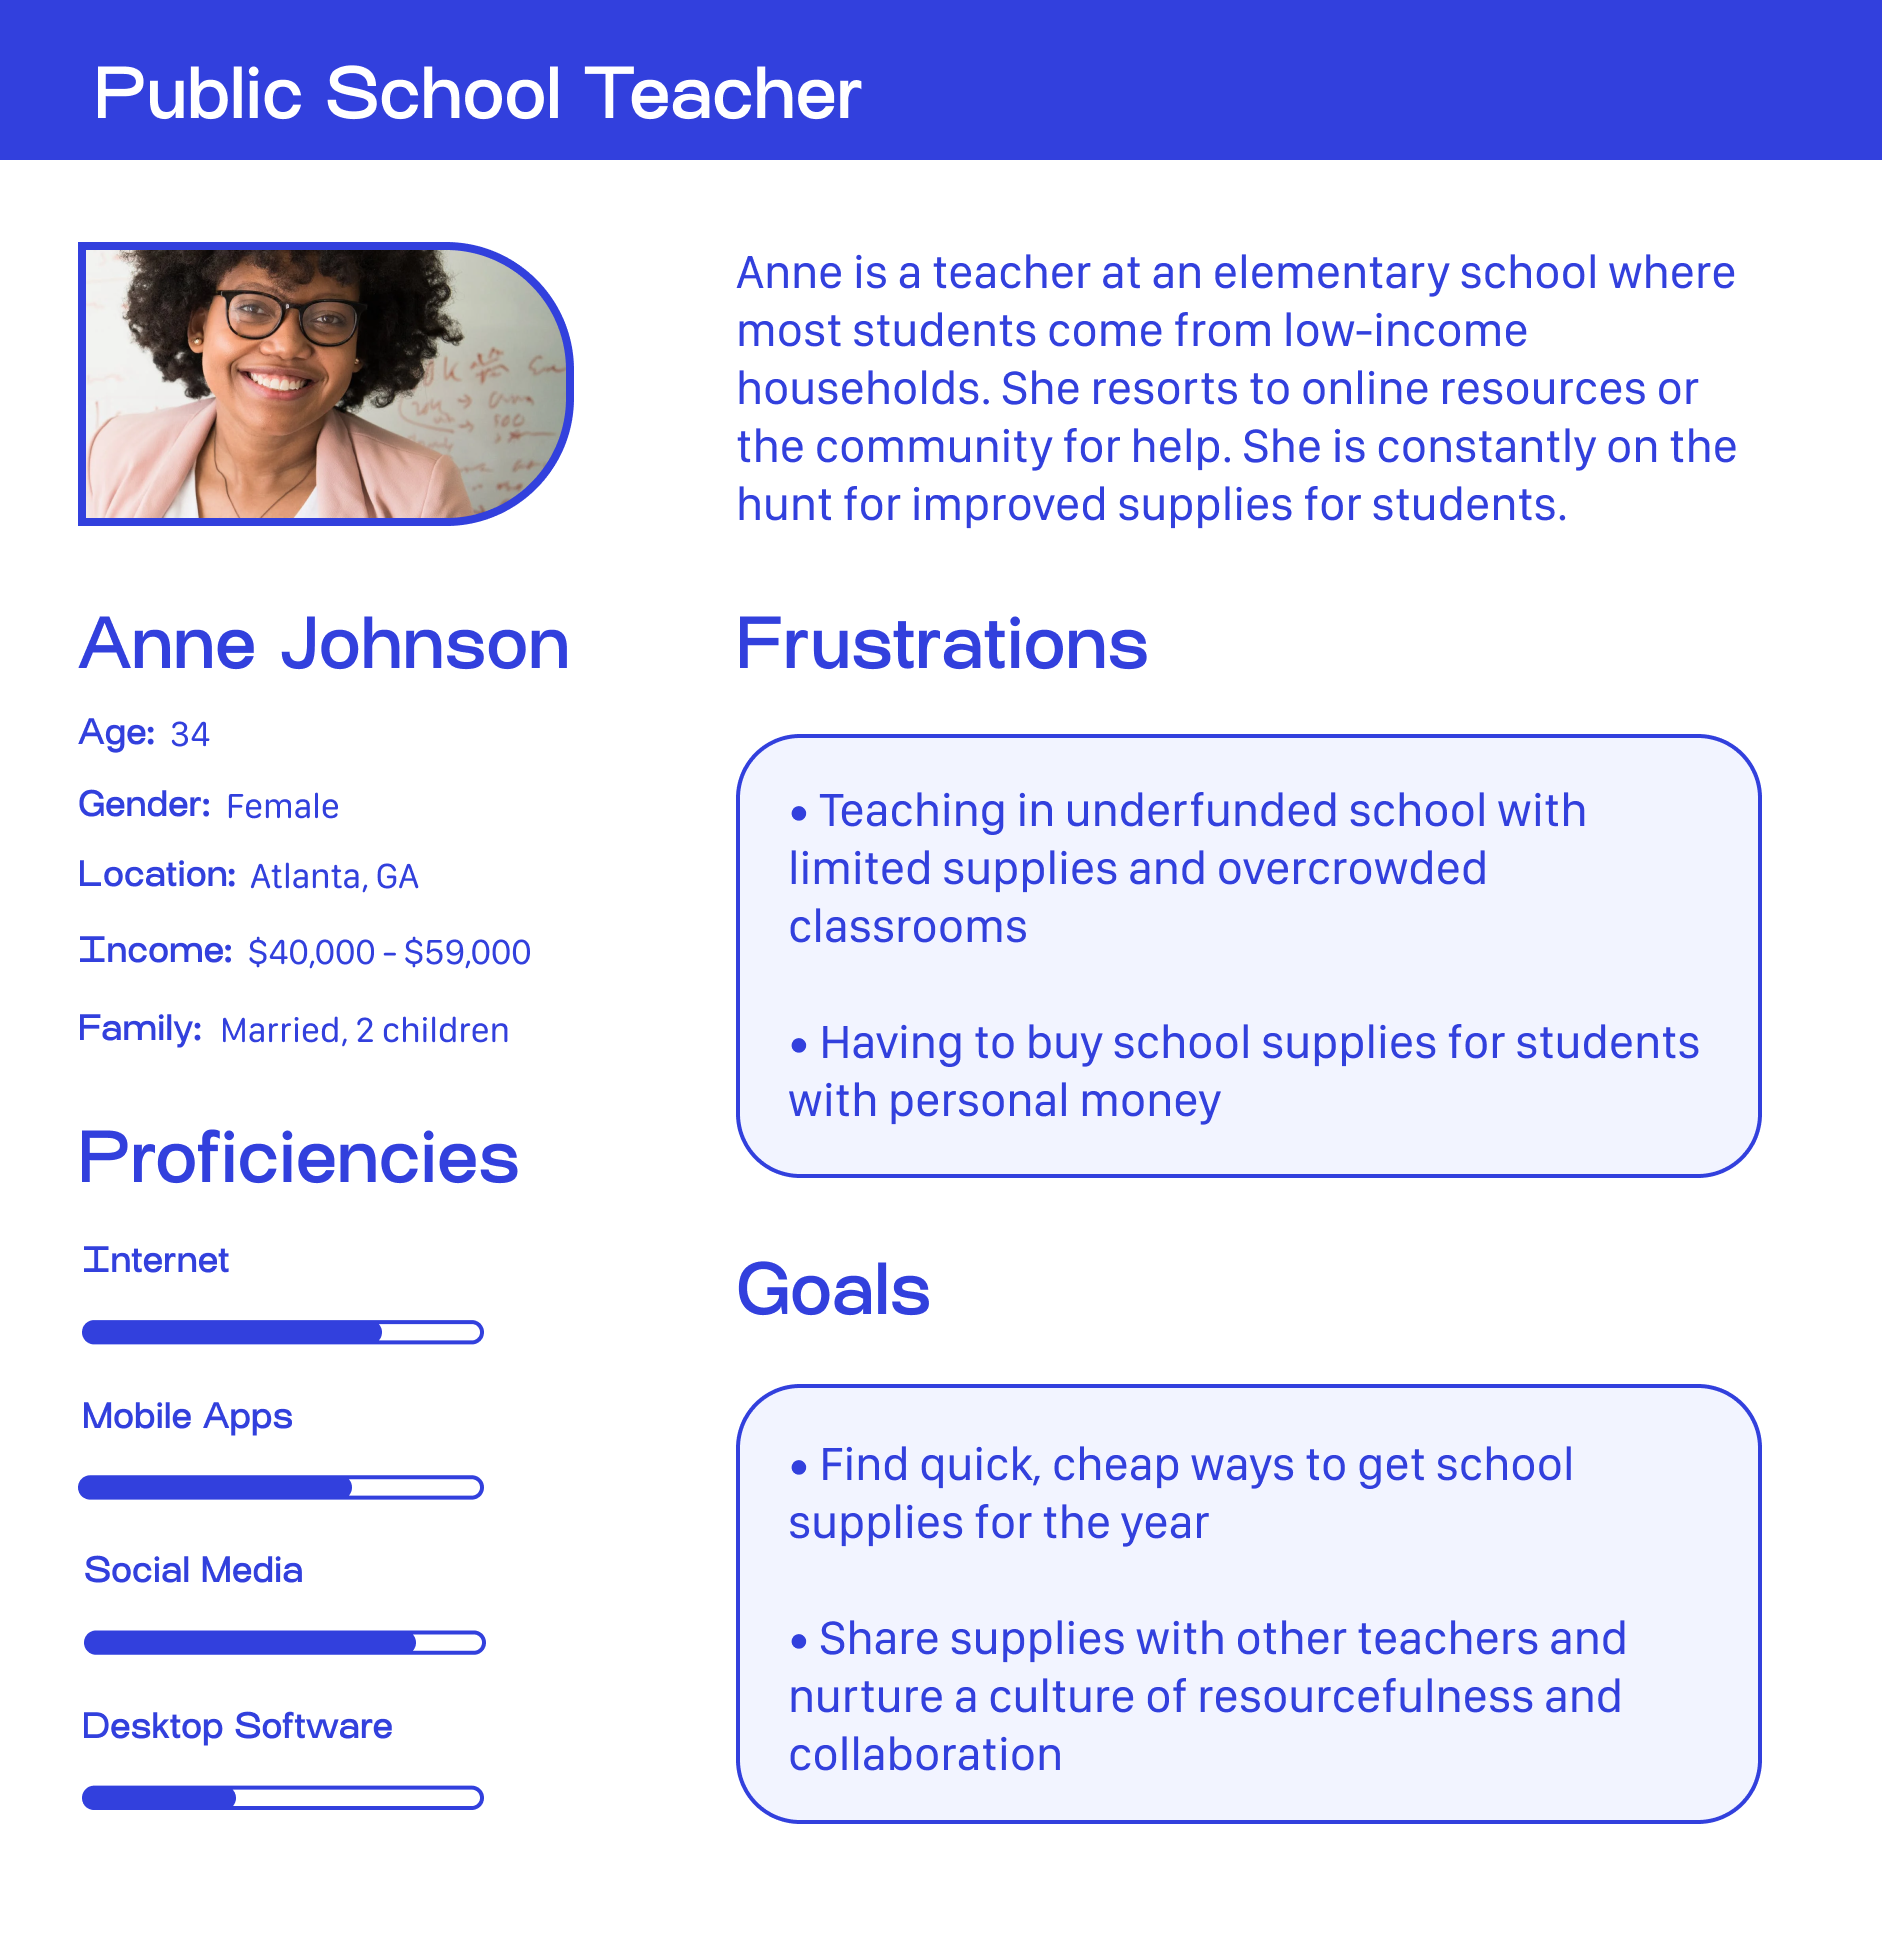 Public School Teacher
Anne is a teacher at an elementary school where
most students come from low-income
households. She resorts to online resources or
the community for help. She is constantly on the
hunt for improved supplies for students.
Anne Johnson
Age: 34
Gender: Female
Location: Atlanta, GA
Income: $40,000 - $59,000
Family: Married, 2 children
Proficiencies
Internet
Mobile Apps
Social Media
Desktop Software
Frustrations
• Teaching in underfunded school with
limited supplies and overcrowded
classrooms
• Having to buy school supplies for students
with personal money
Goals
• Find quick, cheap ways to get school
supplies for the year
• Share supplies with other teachers and
nurture a culture of resourcefulness and
collaboration